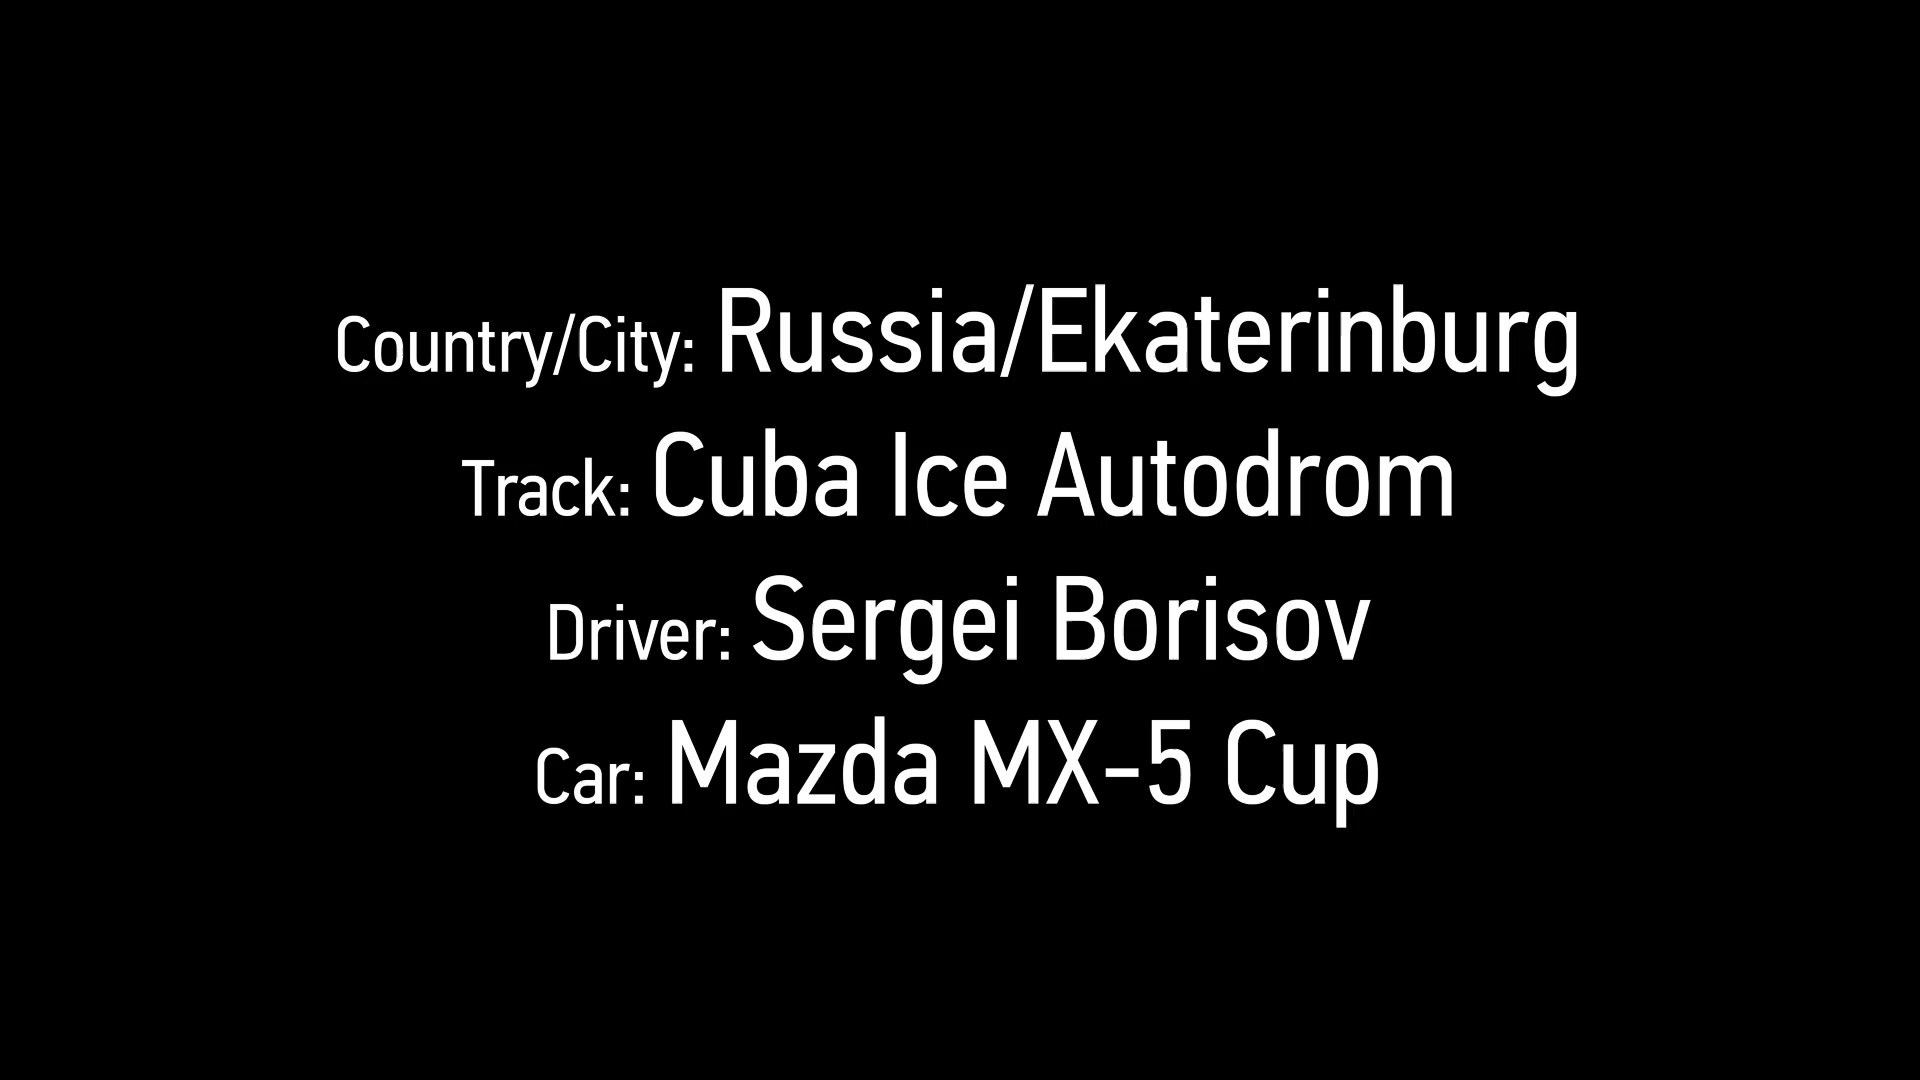 Country/City: Russia/Ekaterinburg
Track: Cuba Ice Autodrom
Driver: Sergei Borisov
Car: Mazda MX-5 Cup